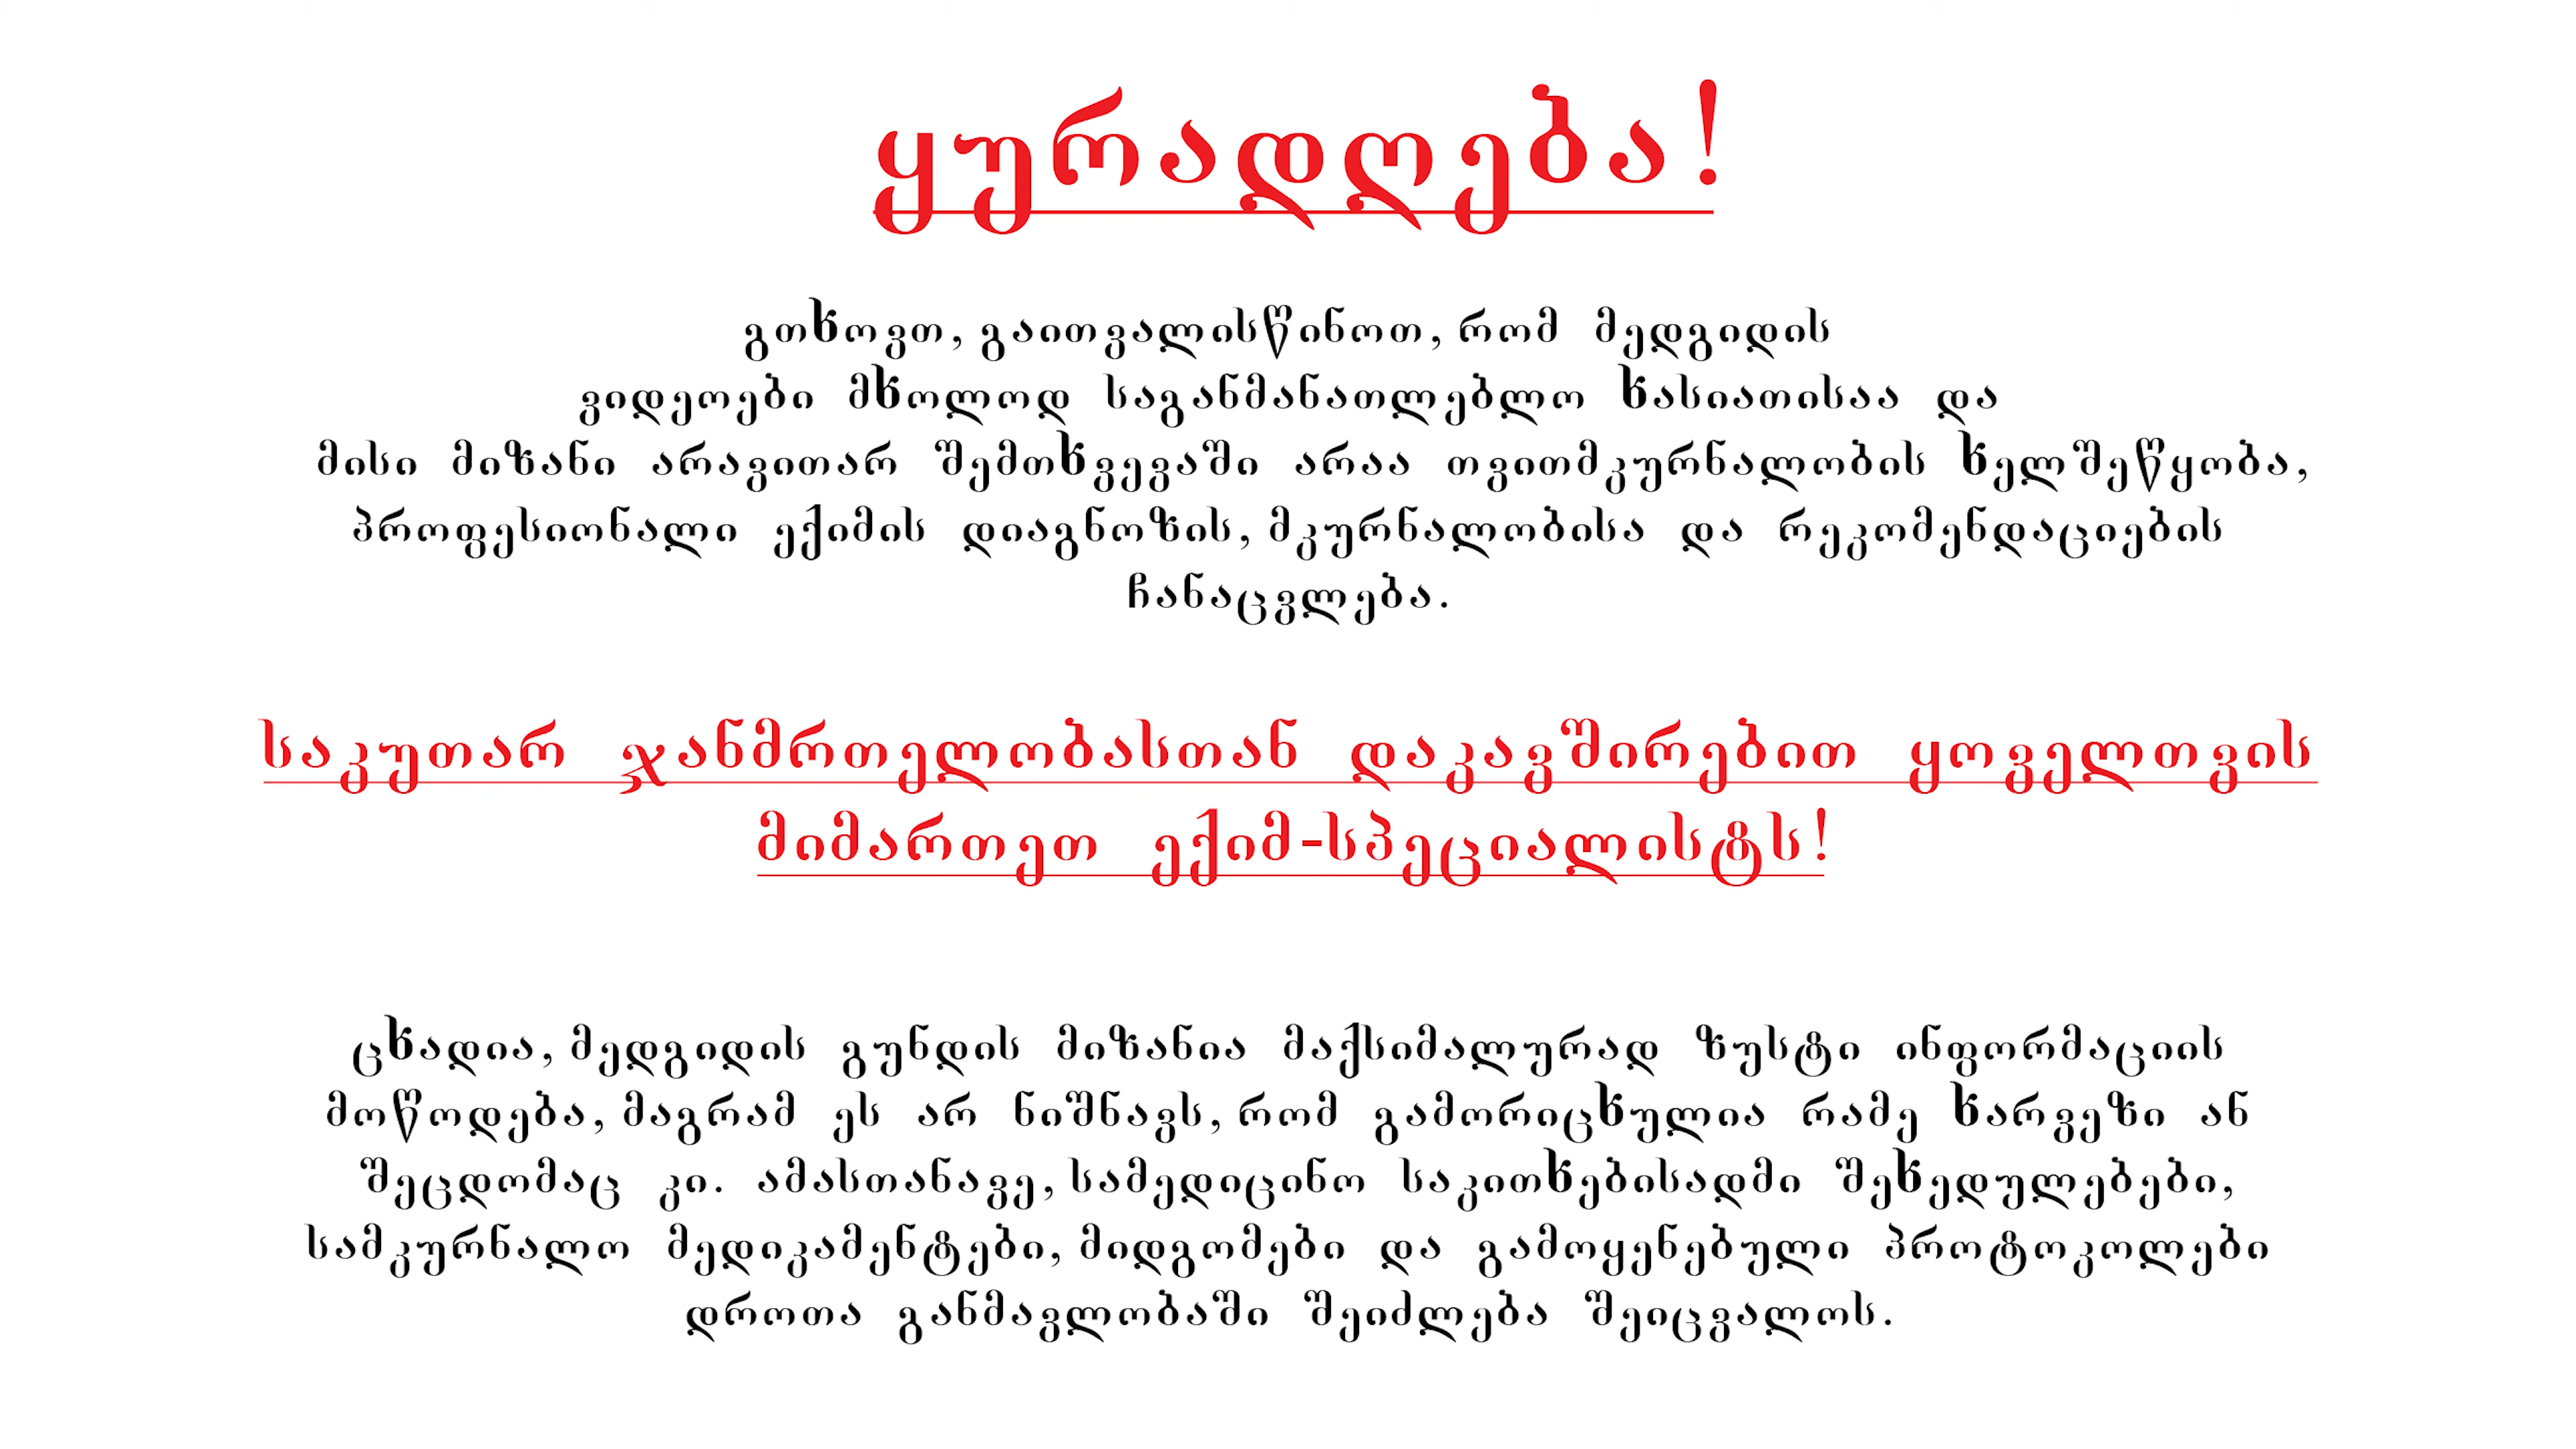 ყურადღება!
გთხოვთ, გაითვალისწინოთ, რომ მედგიდის
ვიდეოები მხოლოდ საგანმანათლებლო ხასიათისაა და
მისი მიზანი არავითარ შემთხვევაში არაა თვითმკურნალობის ხელშეწყობა,
პროფესიონალი ექიმის დიაგნოზის, მკურნალობისა და რეკომენდაციების
ჩანაცვლება.
საკუთარ ჯანმრთელობასთან დაკავშირებით ყოველთვის
მიმართეთ ექიმ-სპეციალისტს!
ცხადია, მედგიდის გუნდის მიზანია მაქსიმალურად ზუსტი ინფორმაციის
მოწოდება, მაგრამ ეს არ ნიშნავს, რომ გამორიცხულია რამე ხარვეზი ან
შეცდომაც კი. ამასთანავე, სამედიცინო საკითხებისადმი შეხედულებები,
სამკურნალო მედიკამენტები, მიდგომები და გამოყენებული პროტოკოლები
დროთა განმავლობაში შეიძლება შეიცვალოს.